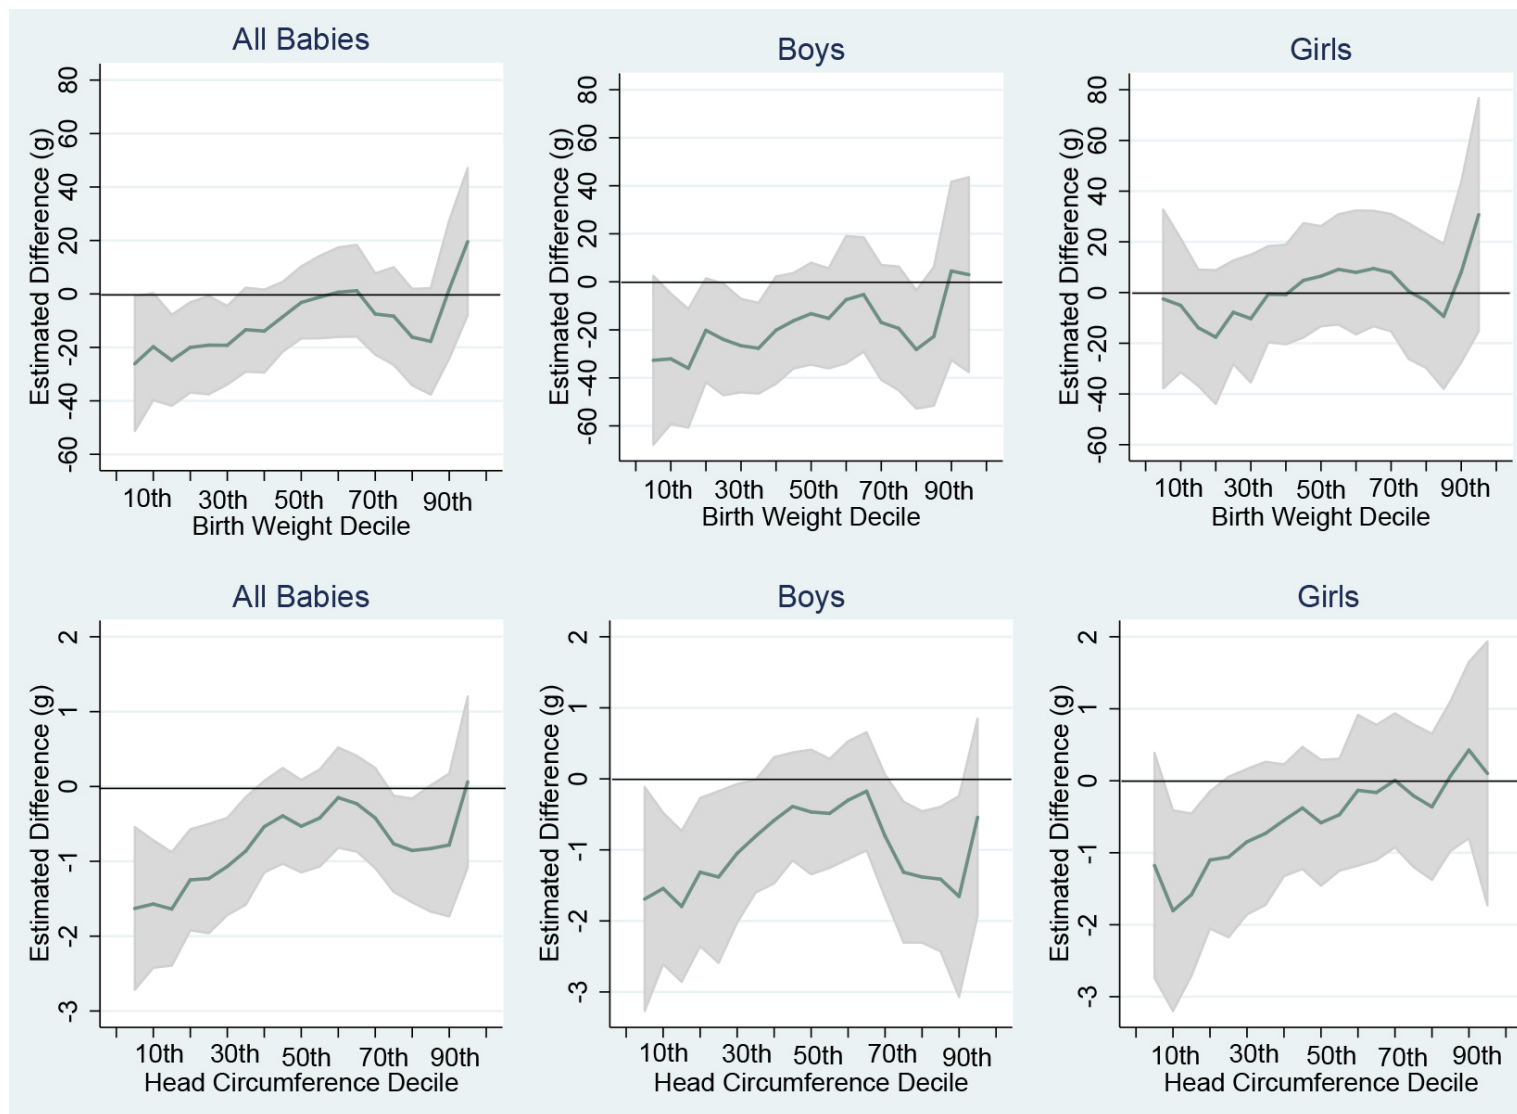 All Babies
Estimated Difference (g)
80
60
40
20
0
-20
-40
-60
10th 30th 50th 70th 90th
Birth Weight Decile
Boys
Estimated Difference (g)
80
60
40
20
0
-20
-40
-60
10th 30th 50th 70th 90th
Birth Weight Decile
Girls
Estimated Difference (g)
80
60
40
20
0
-20
-40
-60
10th 30th 50th 70th 90th
Birth Weight Decile
All Babies
Estimated Difference (g)
2
1
0
-1
-2
-3
10th 30th 50th 70th 90th
Head Circumference Decile
Boys
Estimated Difference (g)
2
1
0
-1
-2
-3
10th 30th 50th 70th 90th
Head Circumference Decile
Girls
Estimated Difference (g)
2
1
0
-1
-2
-3
10th 30th 50th 70th 90th
Head Circumference Decile